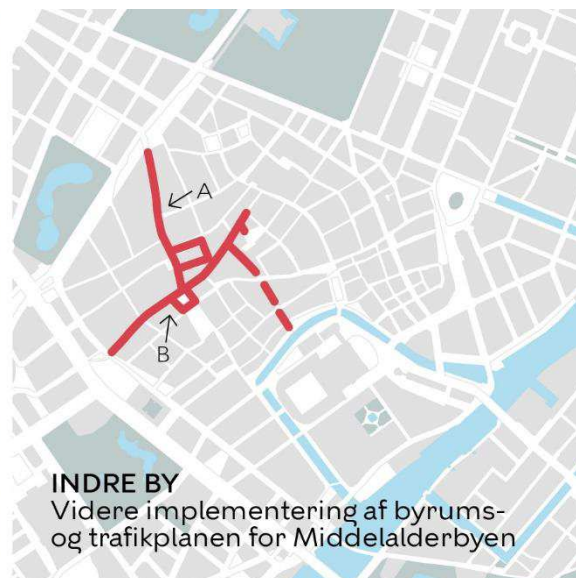 A
B
INDRE BY
Videre implementering af byrums-
og trafikplanen for Middelalderbyen